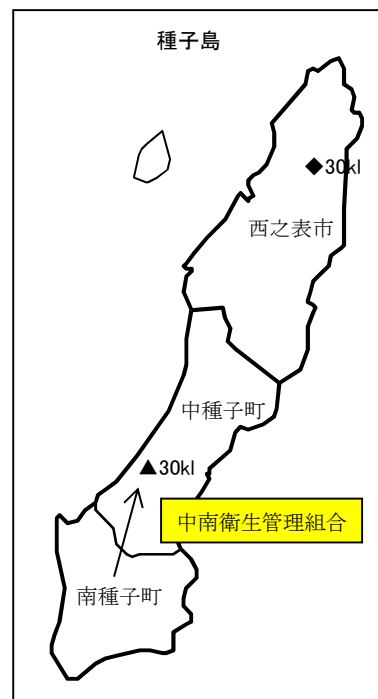 種子島
◆30kl
西之表市
中種子町
▲30kl
中南衛生管理組合
南種子町